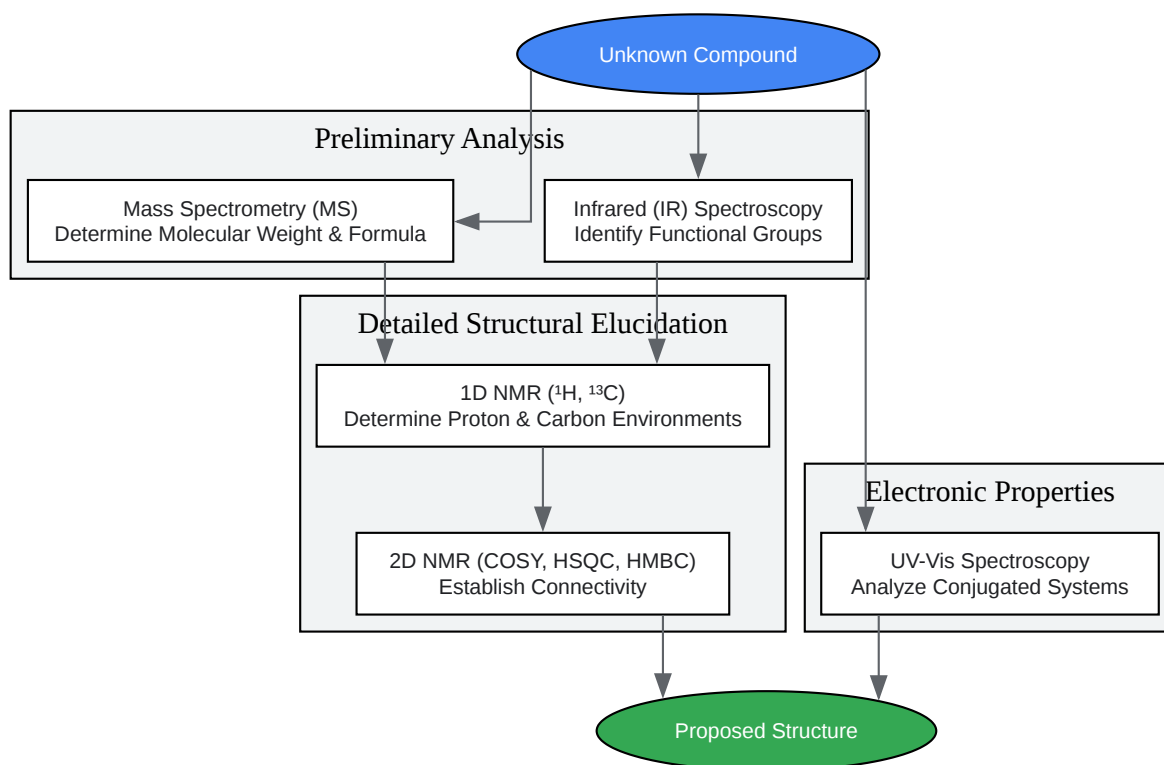 Unknown Compound
Preliminary Analysis
Mass Spectrometry (MS)
Determine Molecular Weight & Formula
Infrared (IR) Spectroscopy
Identify Functional Groups
Detailed Structural Elucidation
1D NMR (¹H, ¹³C)
Determine Proton & Carbon Environments
2D NMR (COSY, HSQC, HMBC)
Establish Connectivity
Electronic Properties
UV-Vis Spectroscopy
Analyze Conjugated Systems
Proposed Structure